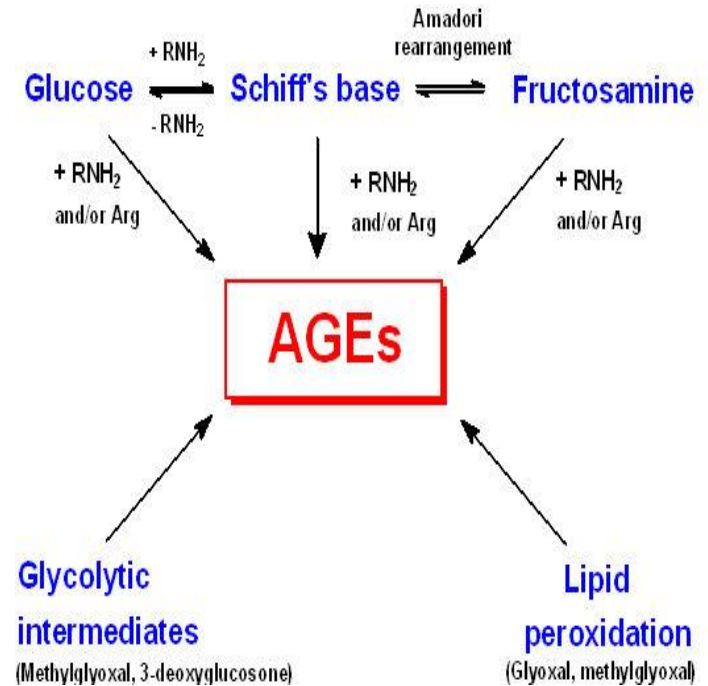 Amadori
rearrangement
+ RNH₂
Glucose
Schiff's base
Fructosamine
- RNH₂
+ RNH₂
and/or Arg
+ RNH₂
and/or Arg
+ RNH₂
and/or Arg
AGEs
Glycolytic
intermediates
(Methylglyoxal, 3-deoxyglucosone)
Lipid
peroxidation
(Glyoxal, methylglyoxal)